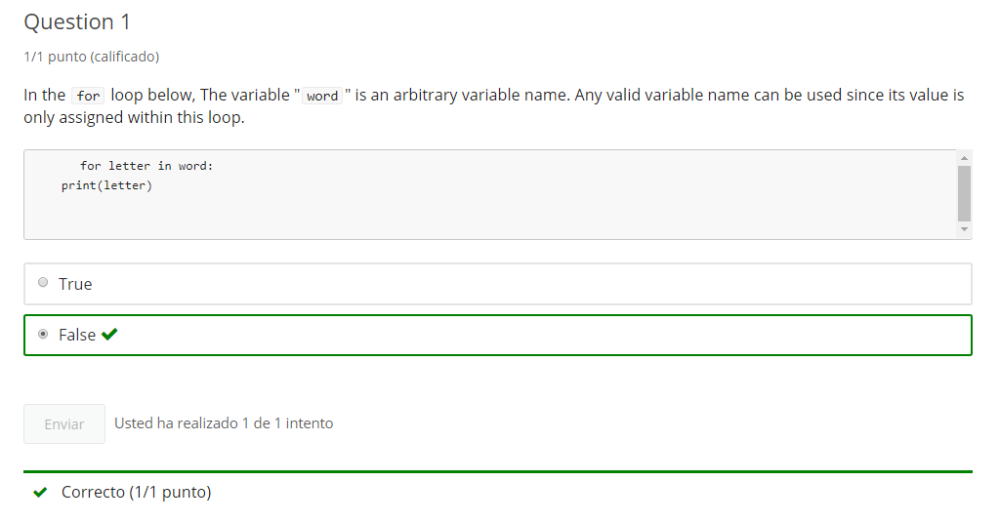 Question 1
1/1 punto (calificado)
In the for loop below, The variable " word " is an arbitrary variable name. Any valid variable name can be used since its value is
only assigned within this loop.
for letter in word:
print(letter)
True
False
Enviar Usted ha realizado 1 de 1 intento
Correcto (1/1 punto)